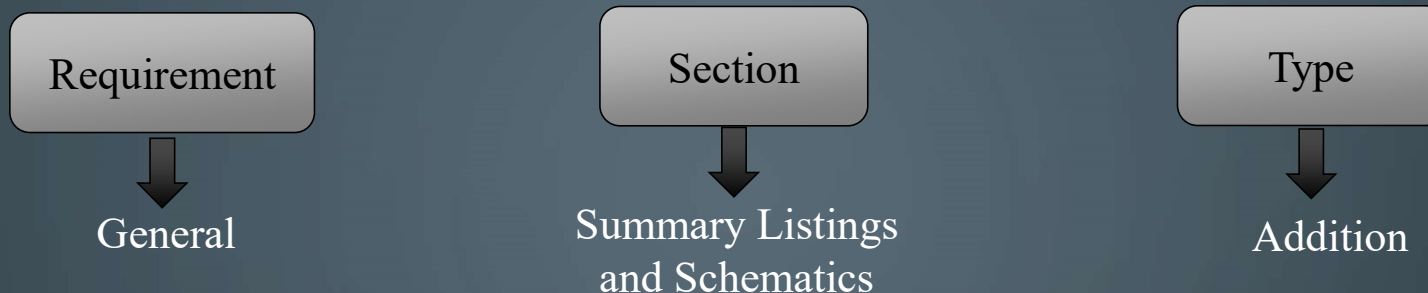 Requirement
Section
Type
General
Summary Listings
and Schematics
Addition